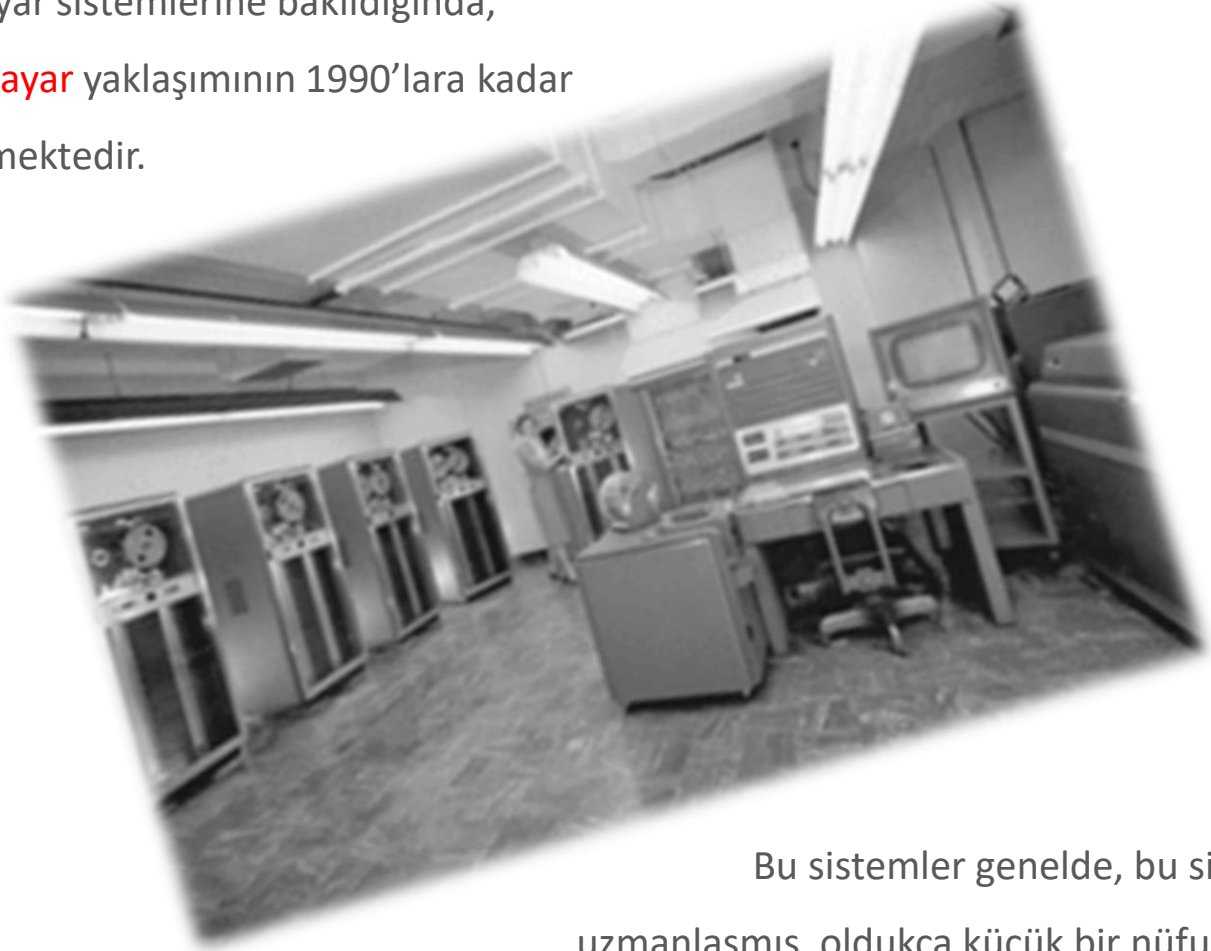 yar sistemlerine bakıldığında,
ayar yaklaşımının 1990’lara kadar
mektedir.
Bu sistemler genelde, bu si
uzmanlaşmış, oldukça küçük bir nüfu